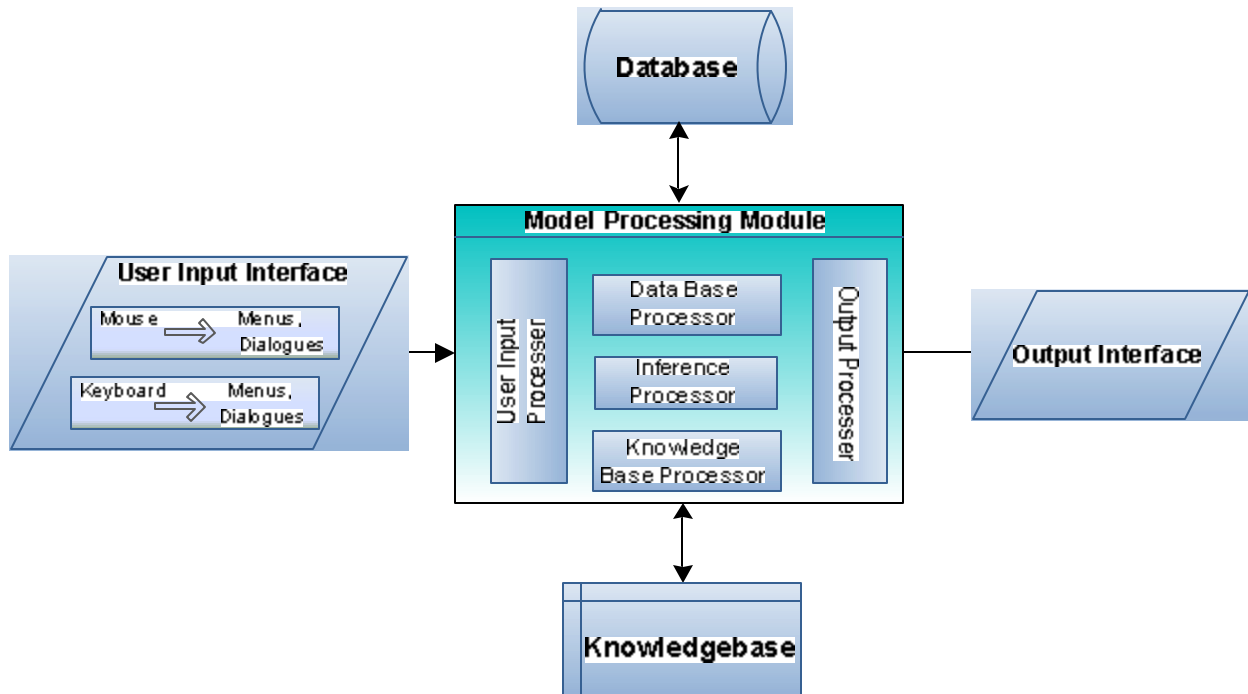 Database
Model Processing Module
User Input Interface
Mouse Menus,
Dialogues
Keyboard Menus,
Dialogues
User Input
Processer
Data Base
Processor
Inference
Processor
Knowledge
Base Processor
Output Processer
Output Interface
Knowledgebase